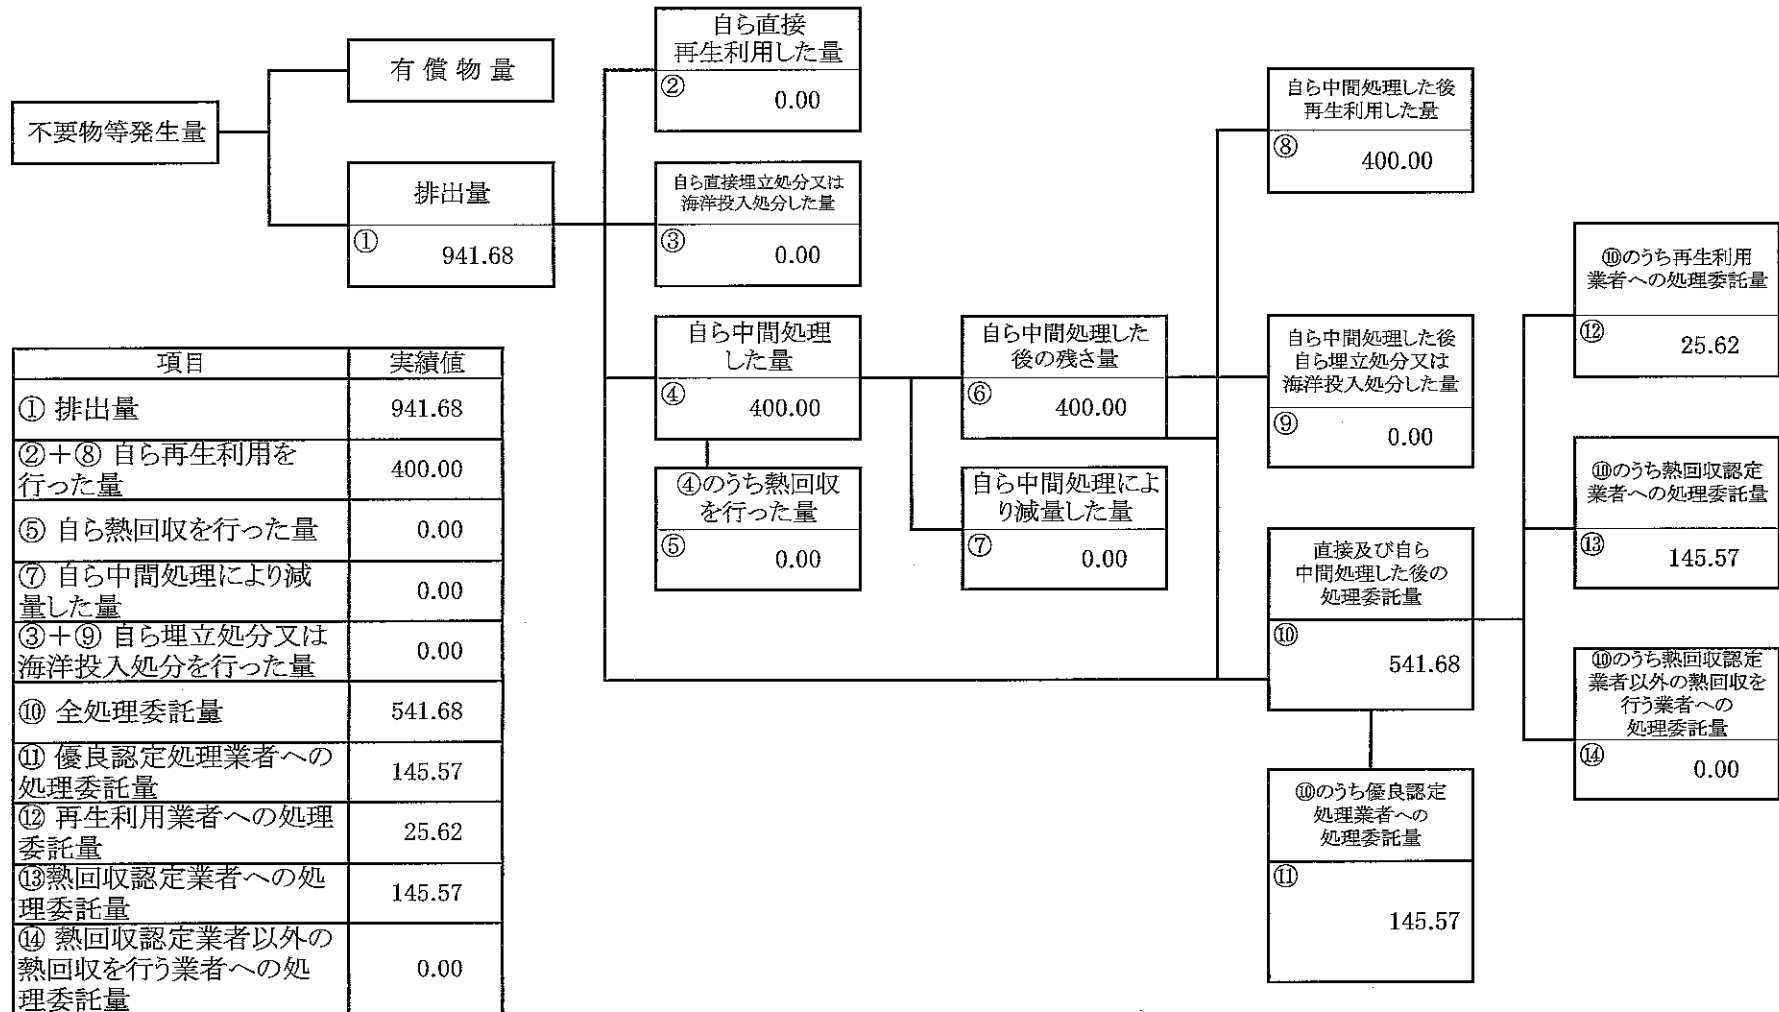 不要物等発生量
有償物量
排出量
① 941.68
自ら直接
再生利用した量
② 0.00
自ら直接埋立処分又は
海洋投入処分した量
③ 0.00
自ら中間処理
した量
④ 400.00
④のうち熱回収
を行った量
⑤ 0.00
自ら中間処理した
後の残さ量
⑥ 400.00
自ら中間処理によ
り減量した量
⑦ 0.00
自ら中間処理した後
再生利用した量
⑧ 400.00
自ら中間処理した後
自ら埋立処分又は
海洋投入処分した量
⑨ 0.00
直接及び自ら
中間処理した後の
処理委託量
⑩ 541.68
⑩のうち優良認定
処理業者への
処理委託量
⑪ 145.57
⑩のうち再生利用
業者への処理委託量
⑫ 25.62
⑩のうち熱回収認定
業者への処理委託量
⑬ 145.57
⑩のうち熱回収認定
業者以外の熱回収を
行う業者への
処理委託量
⑭ 0.00
項目 実績値
① 排出量 941.68
②+⑧ 自ら再生利用を
行った量 400.00
⑤ 自ら熱回収を行った量 0.00
⑦ 自ら中間処理により減
量した量 0.00
③+⑨ 自ら埋立処分又は
海洋投入処分を行った量 0.00
⑩ 全処理委託量 541.68
⑪ 優良認定処理業者への
処理委託量 145.57
⑫ 再生利用業者への処理
委託量 25.62
⑬熱回収認定業者への処
理委託量 145.57
⑭ 熱回収認定業者以外の
熱回収を行う業者への処
理委託量 0.00